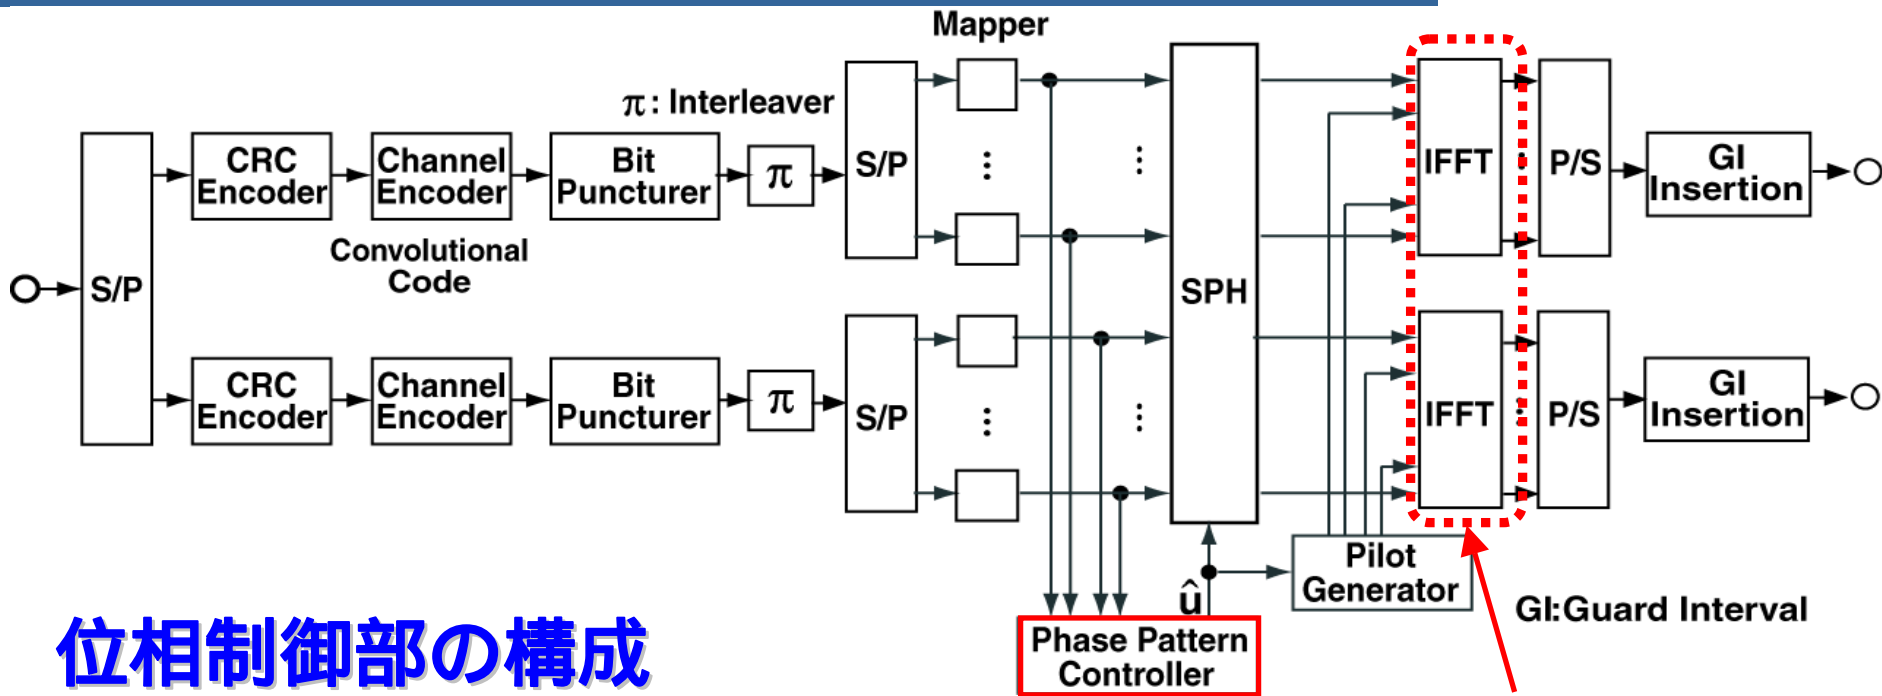 Mapper
π: Interleaver
S/P
CRC
Encoder
Channel
Encoder
Bit
Puncturer
π
S/P
Convolutional
Code
SPH
IFFT
P/S
GI
Insertion
S/P
CRC
Encoder
Channel
Encoder
Bit
Puncturer
π
IFFT
P/S
GI
Insertion
û
Pilot
Generator
GI:Guard Interval
Phase Pattern
Controller
位相制御部の構成